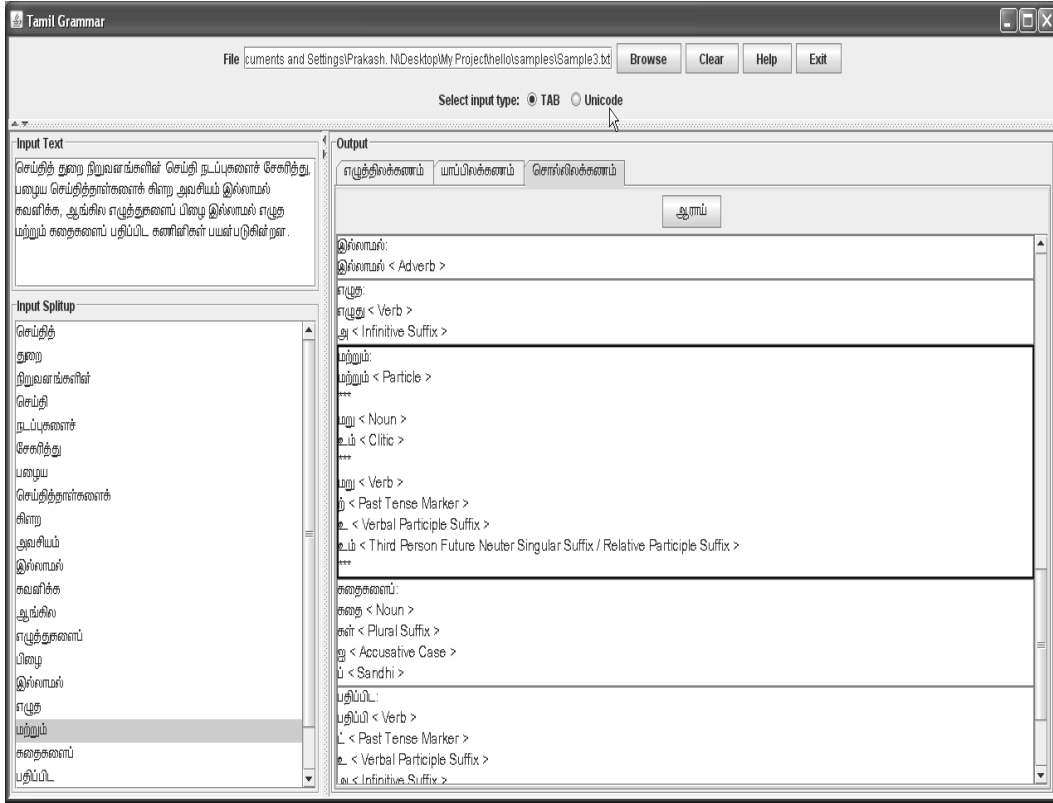 Tamil Grammar
File cuments and Settings\Prakash. N\Desktop\My Project\hello\samples\Sample3.txt Browse Clear Help Exit
Select input type: TAB Unicode
Input Text
செய்தித் துறை நிறுவனங்களின் செய்தி நடப்புகளைச் சேகரித்து,
பழைய செய்தித்தாள்களைக் கிளற அவசியம் இல்லாமல்
கவனிக்க, ஆங்கில எழுத்துகளைப் பிழை இல்லாமல் எழுத
மற்றும் கதைகளைப் பதிப்பிட கணினிகள் பயன்படுகின்றன.
Input Splitup
செய்தித்
துறை
நிறுவனங்களின்
செய்தி
நடப்புகளைச்
சேகரித்து
பழைய
செய்தித்தாள்களைக்
கிளற
அவசியம்
இல்லாமல்
கவனிக்க
ஆங்கில
எழுத்துகளைப்
பிழை
இல்லாமல்
எழுத
மற்றும்
கதைகளைப்
பதிப்பிட
Output
எழுத்திலக்கணம் யாப்பிலக்கணம் சொல்லிலக்கணம்
ஆராய்
இல்லாமல்:
இல்லாமல் < Adverb >
எழுத:
எழுது < Verb >
அ < Infinitive Suffix >
மற்றும்:
மற்றும் < Particle >
***
மறு < Noun >
உம் < Clitic >
***
மறு < Verb >
ற் < Past Tense Marker >
உ < Verbal Participle Suffix >
உம் < Third Person Future Neuter Singular Suffix / Relative Participle Suffix >
***
கதைகளைப்:
கதை < Noun >
கள் < Plural Suffix >
ஐ < Accusative Case >
ப் < Sandhi >
பதிப்பிட:
பதிப்பி < Verb >
ட் < Past Tense Marker >
உ < Verbal Participle Suffix >
அ < Infinitive Suffix >